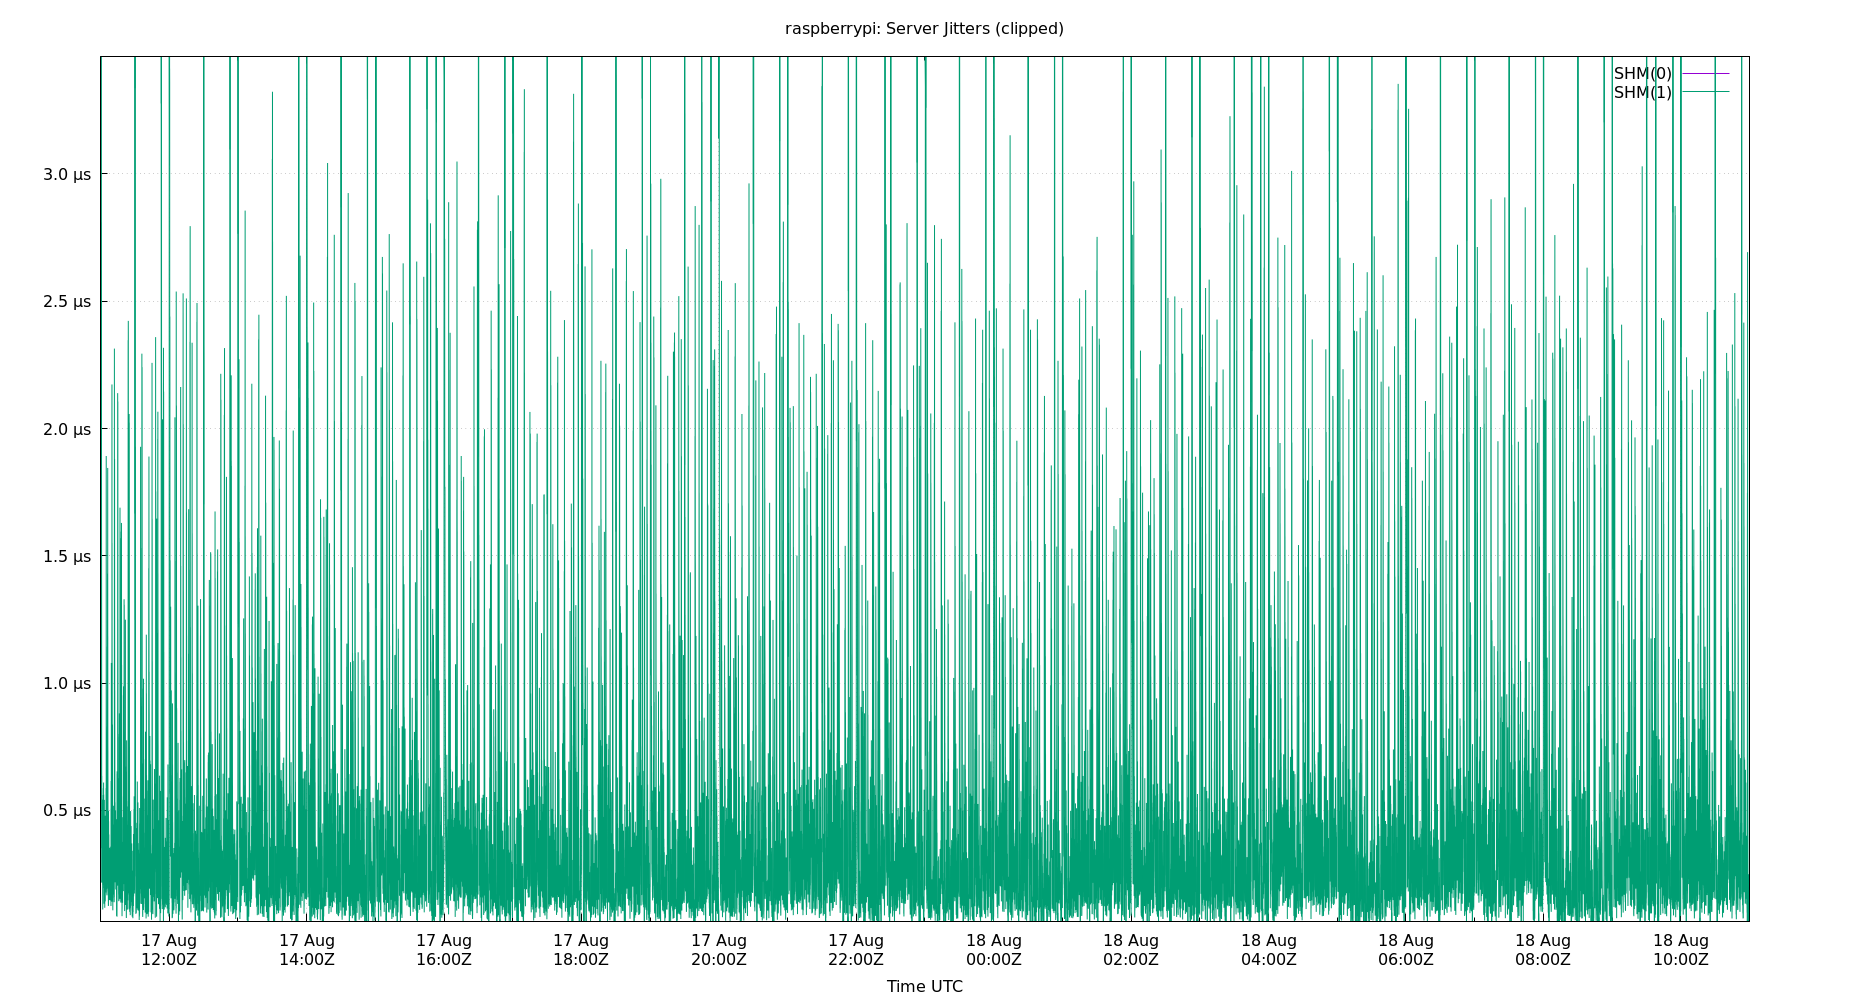 raspberrypi: Server Jitters (clipped)
SHM(0)
SHM(1)
3.0 µs
2.5 µs
2.0 µs
1.5 µs
1.0 µs
0.5 µs
17 Aug 17 Aug 17 Aug 17 Aug 17 Aug 17 Aug 18 Aug 18 Aug 18 Aug 18 Aug 18 Aug 18 Aug
12:00Z 14:00Z 16:00Z 18:00Z 20:00Z 22:00Z 00:00Z 02:00Z 04:00Z 06:00Z 08:00Z 10:00Z
Time UTC